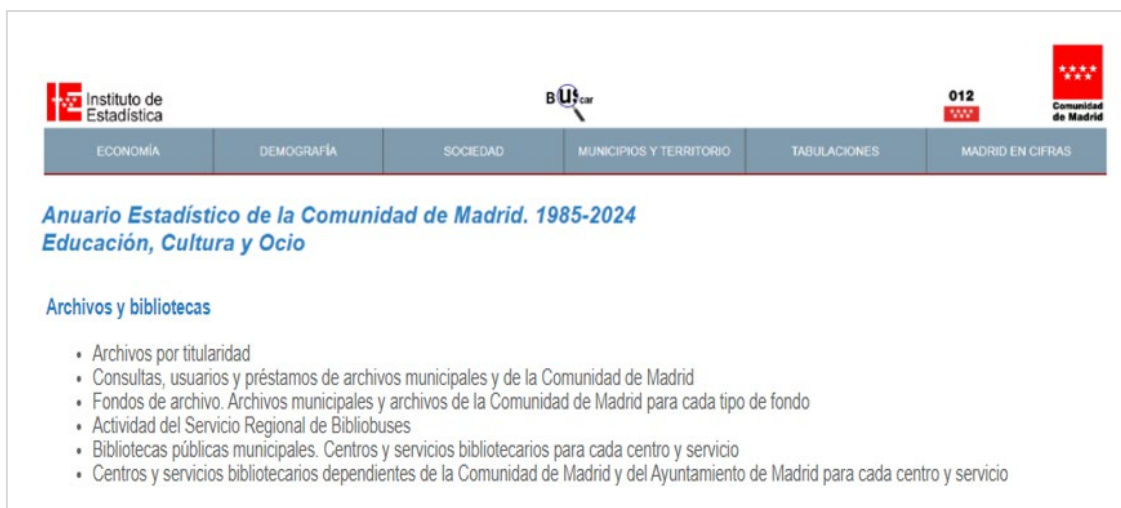 Instituto de
Estadística
Buscar
012
Comunidad
de Madrid
ECONOMÍA
DEMOGRAFÍA
SOCIEDAD
MUNICIPIOS Y TERRITORIO
TABULACIONES
MADRID EN CIFRAS
Anuario Estadístico de la Comunidad de Madrid. 1985-2024
Educación, Cultura y Ocio
Archivos y bibliotecas
• Archivos por titularidad
• Consultas, usuarios y préstamos de archivos municipales y de la Comunidad de Madrid
• Fondos de archivo. Archivos municipales y archivos de la Comunidad de Madrid para cada tipo de fondo
• Actividad del Servicio Regional de Bibliobuses
• Bibliotecas públicas municipales. Centros y servicios bibliotecarios para cada centro y servicio
• Centros y servicios bibliotecarios dependientes de la Comunidad de Madrid y del Ayuntamiento de Madrid para cada centro y servicio